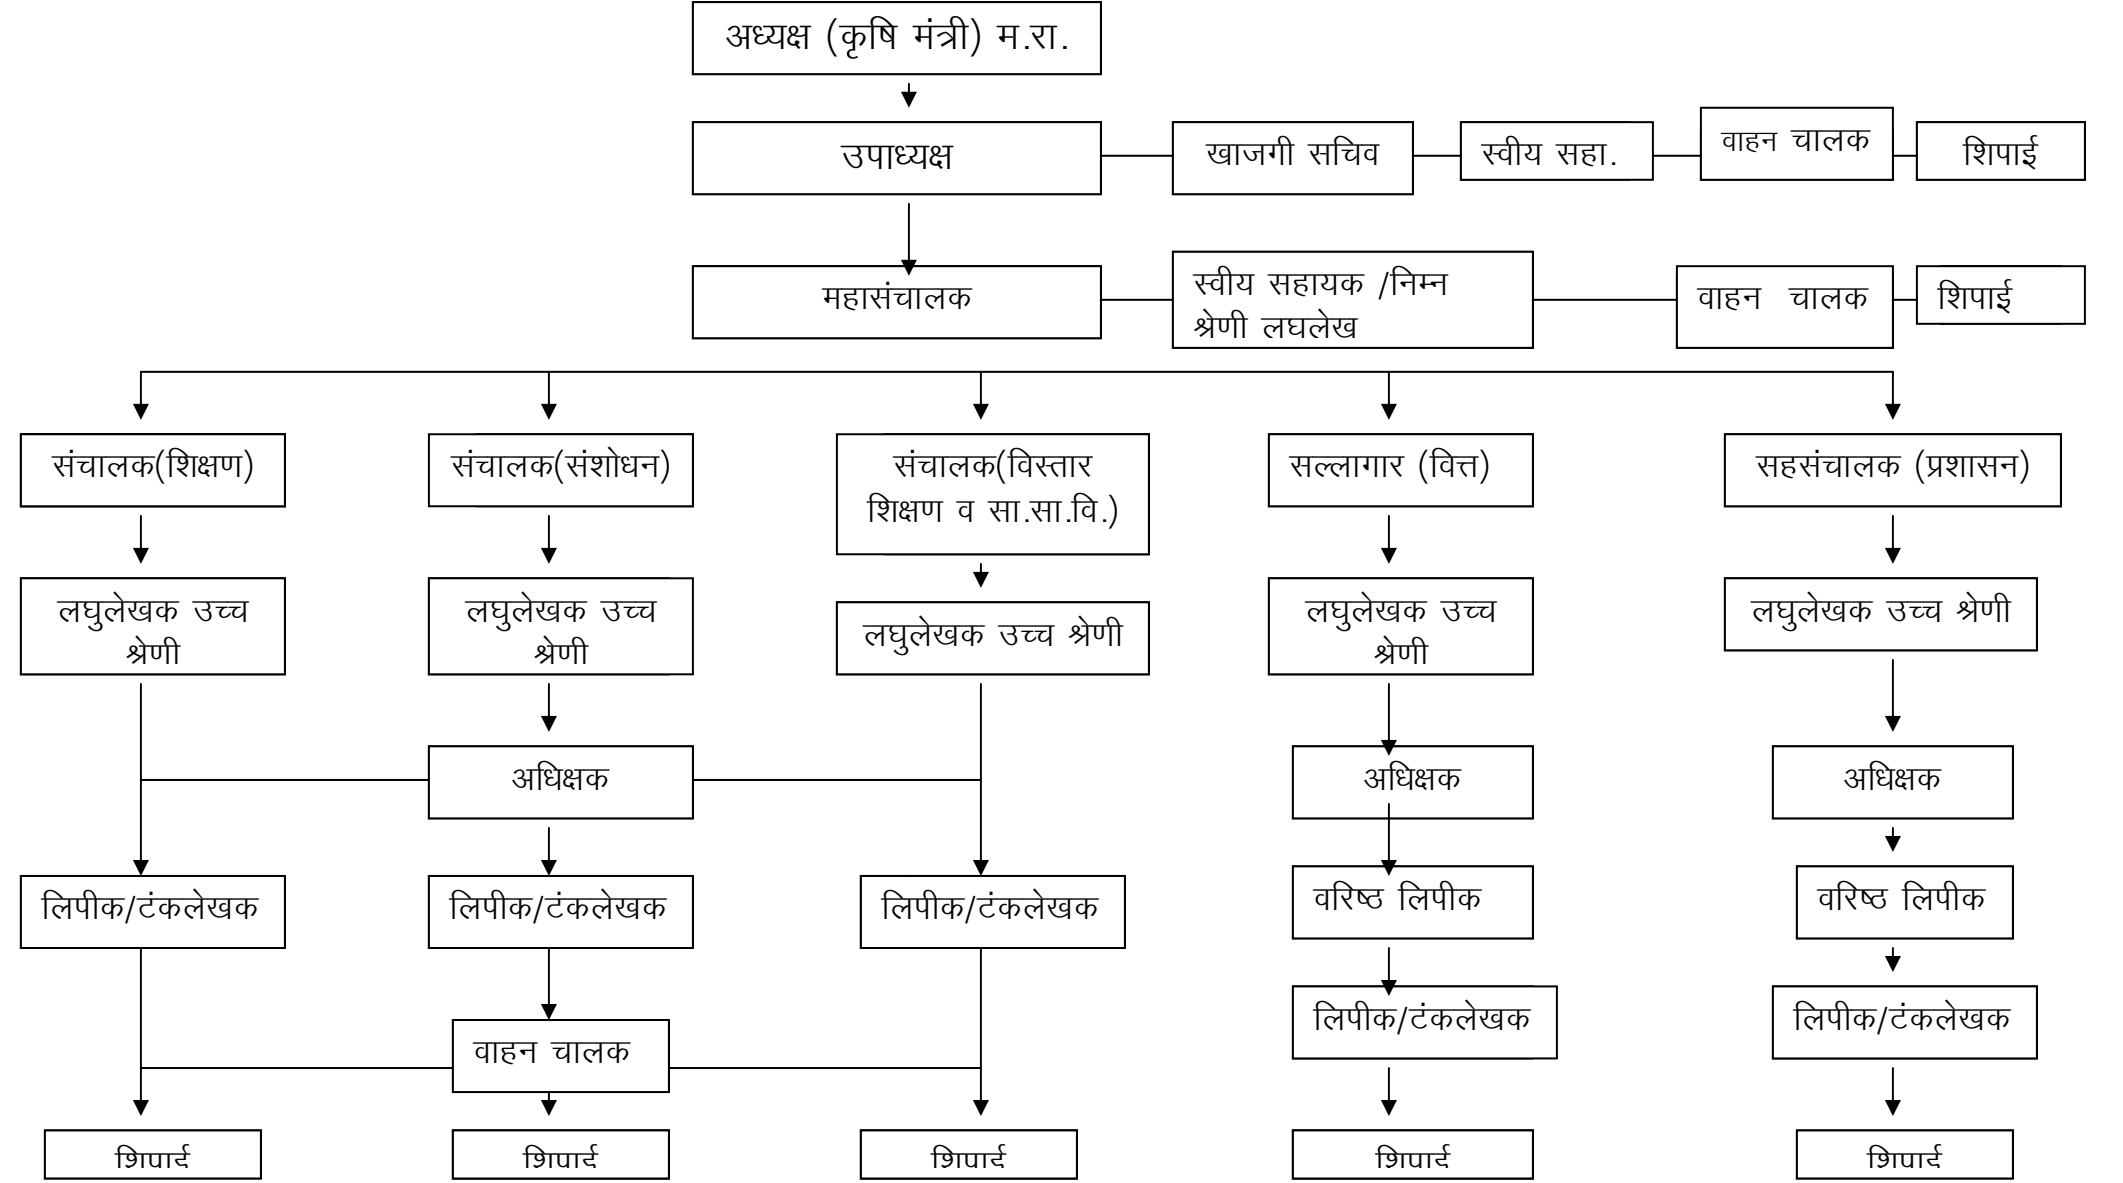 अध्यक्ष (कृषि मंत्री) म.रा.
उपाध्यक्ष
खाजगी सचिव
स्वीय सहा.
वाहन चालक
शिपाई
महासंचालक
स्वीय सहायक /निम्न
श्रेणी लघलेख
वाहन चालक
शिपाई
संचालक(शिक्षण)
संचालक(संशोधन)
संचालक(विस्तार
शिक्षण व सा.सा.वि.)
सल्लागार (वित्त)
सहसंचालक (प्रशासन)
लघुलेखक उच्च
श्रेणी
लघुलेखक उच्च
श्रेणी
लघुलेखक उच्च श्रेणी
लघुलेखक उच्च
श्रेणी
लघुलेखक उच्च श्रेणी
अधिक्षक
अधिक्षक
अधिक्षक
लिपीक/टंकलेखक
लिपीक/टंकलेखक
लिपीक/टंकलेखक
वरिष्ठ लिपीक
वरिष्ठ लिपीक
लिपीक/टंकलेखक
लिपीक/टंकलेखक
वाहन चालक
शिपाई
शिपाई
शिपाई
शिपाई
शिपाई